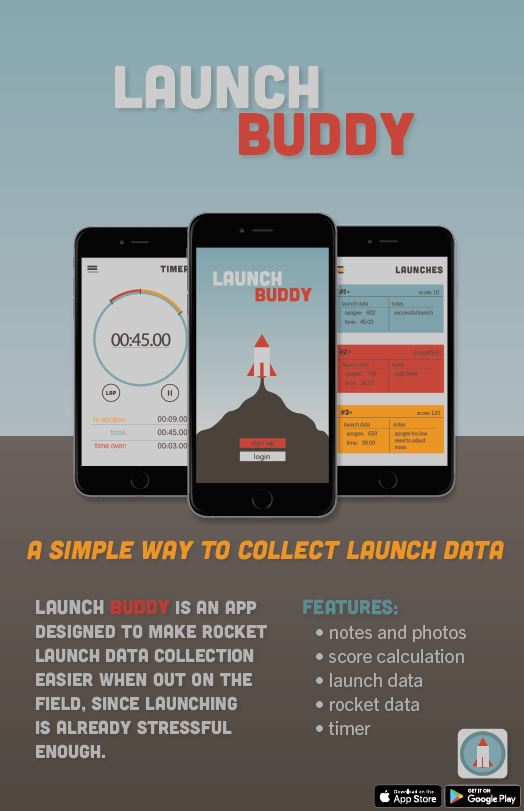 LAUNCH
BUDDY
TIMER
00:45.00
LAP
to apogee: 00:09.00
total: 00:45.00
time over: 00:03.00
LAUNCH
BUDDY
sign up
login
LAUNCHES
#1 score: 10
launch data notes
apogee: 802 successful launch
time: 45.03
#2 disqualified
launch data notes
apogee: 760 eggs broke
time:
#3 score: 125
launch data notes
apogee: 659 apogee too low
time: 39.09 need to adjust
mass
A SIMPLE WAY TO COLLECT LAUNCH DATA
LAUNCH BUDDY IS AN APP
DESIGNED TO MAKE ROCKET
LAUNCH DATA COLLECTION
EASIER WHEN OUT ON THE
FIELD, SINCE LAUNCHING
IS ALREADY STRESSFUL
ENOUGH.
FEATURES:
• notes and photos
• score calculation
• launch data
• rocket data
• timer
Download on the
App Store
GET IT ON
Google Play